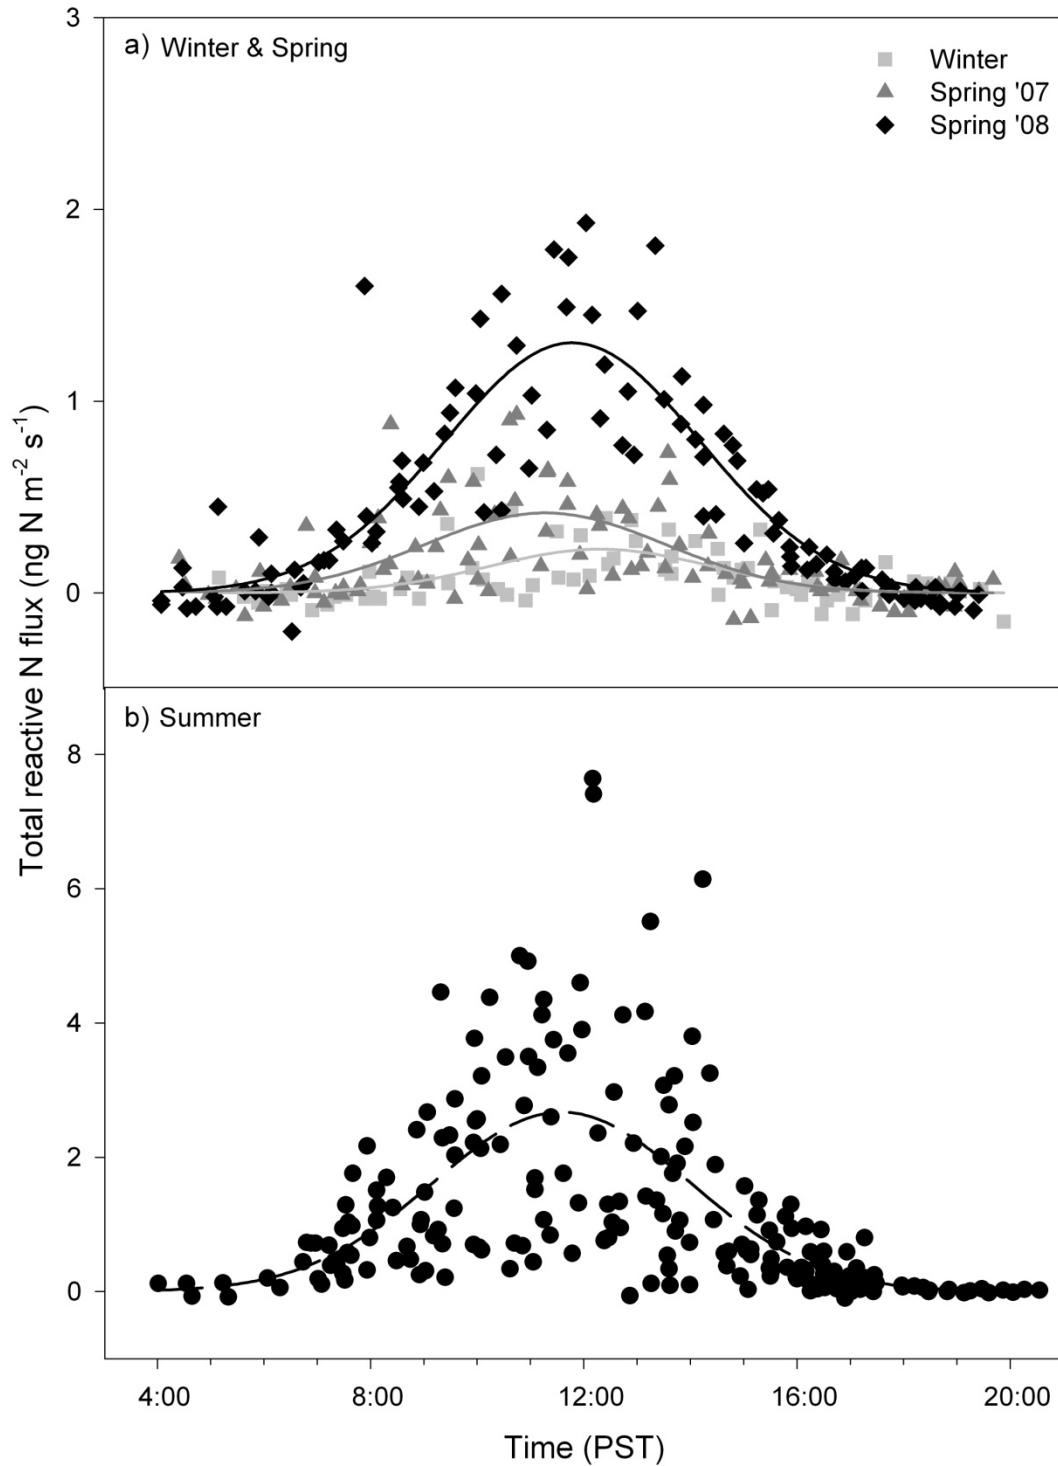 3
a) Winter & Spring
Winter
Spring '07
Spring '08
2
1
0
Total reactive N flux (ng N m⁻² s⁻¹)
b) Summer
8
6
4
2
0
4:00 8:00 12:00 16:00 20:00
Time (PST)